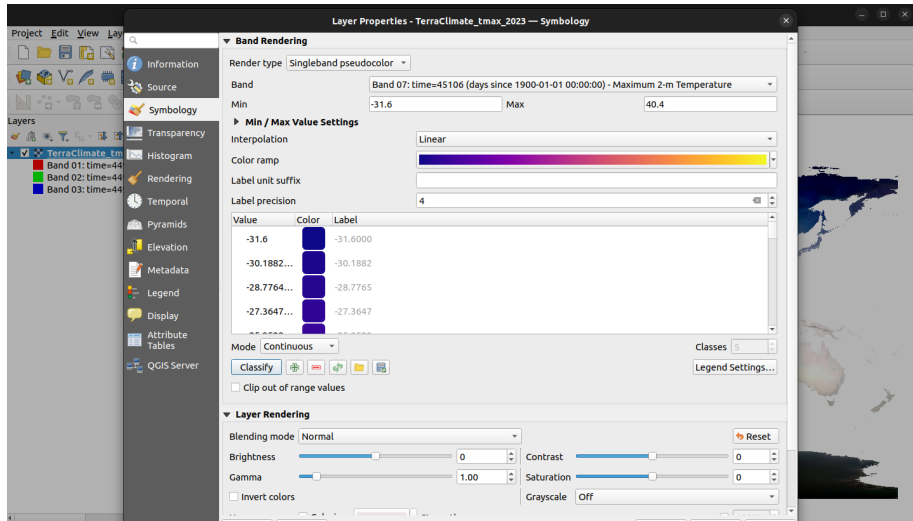 Layer Properties - TerraClimate_tmax_2023 — Symbology
Project Edit View Lay
Layers
TerraClimate_tm
Band 01: time=44
Band 02: time=44
Band 03: time=44
Information
Source
Symbology
Transparency
Histogram
Rendering
Temporal
Pyramids
Elevation
Metadata
Legend
Display
Attribute
Tables
QGIS Server
Band Rendering
Render type Singleband pseudocolor
Band Band 07: time=45106 (days since 1900-01-01 00:00:00) - Maximum 2-m Temperature
Min -31.6 Max 40.4
Min / Max Value Settings
Interpolation Linear
Color ramp
Label unit suffix
Label precision 4
Value Color Label
-31.6 -31.6000
-30.1882... -30.1882
-28.7764... -28.7765
-27.3647... -27.3647
Mode Continuous Classes 5
Classify Legend Settings...
Clip out of range values
Layer Rendering
Blending mode Normal Reset
Brightness 0 Contrast 0
Gamma 1.00 Saturation 0
Invert colors Grayscale Off